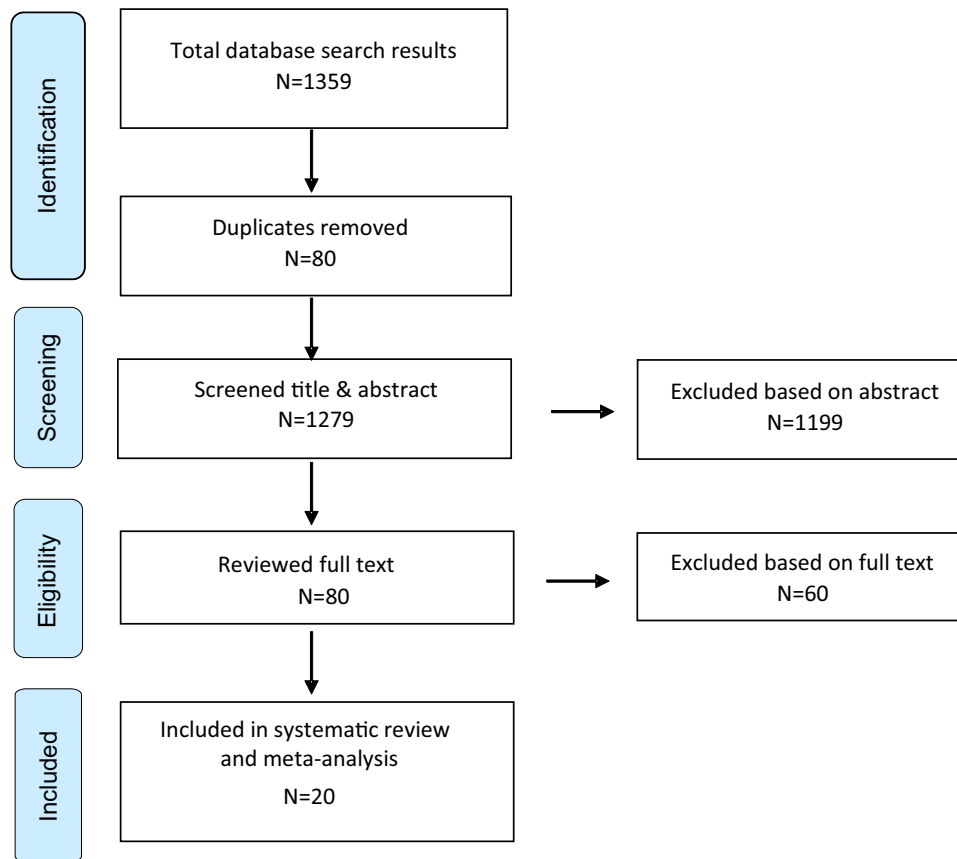 Identification
Total database search results
N=1359
Duplicates removed
N=80
Screening
Screened title & abstract
N=1279
Excluded based on abstract
N=1199
Eligibility
Reviewed full text
N=80
Excluded based on full text
N=60
Included
Included in systematic review
and meta-analysis
N=20